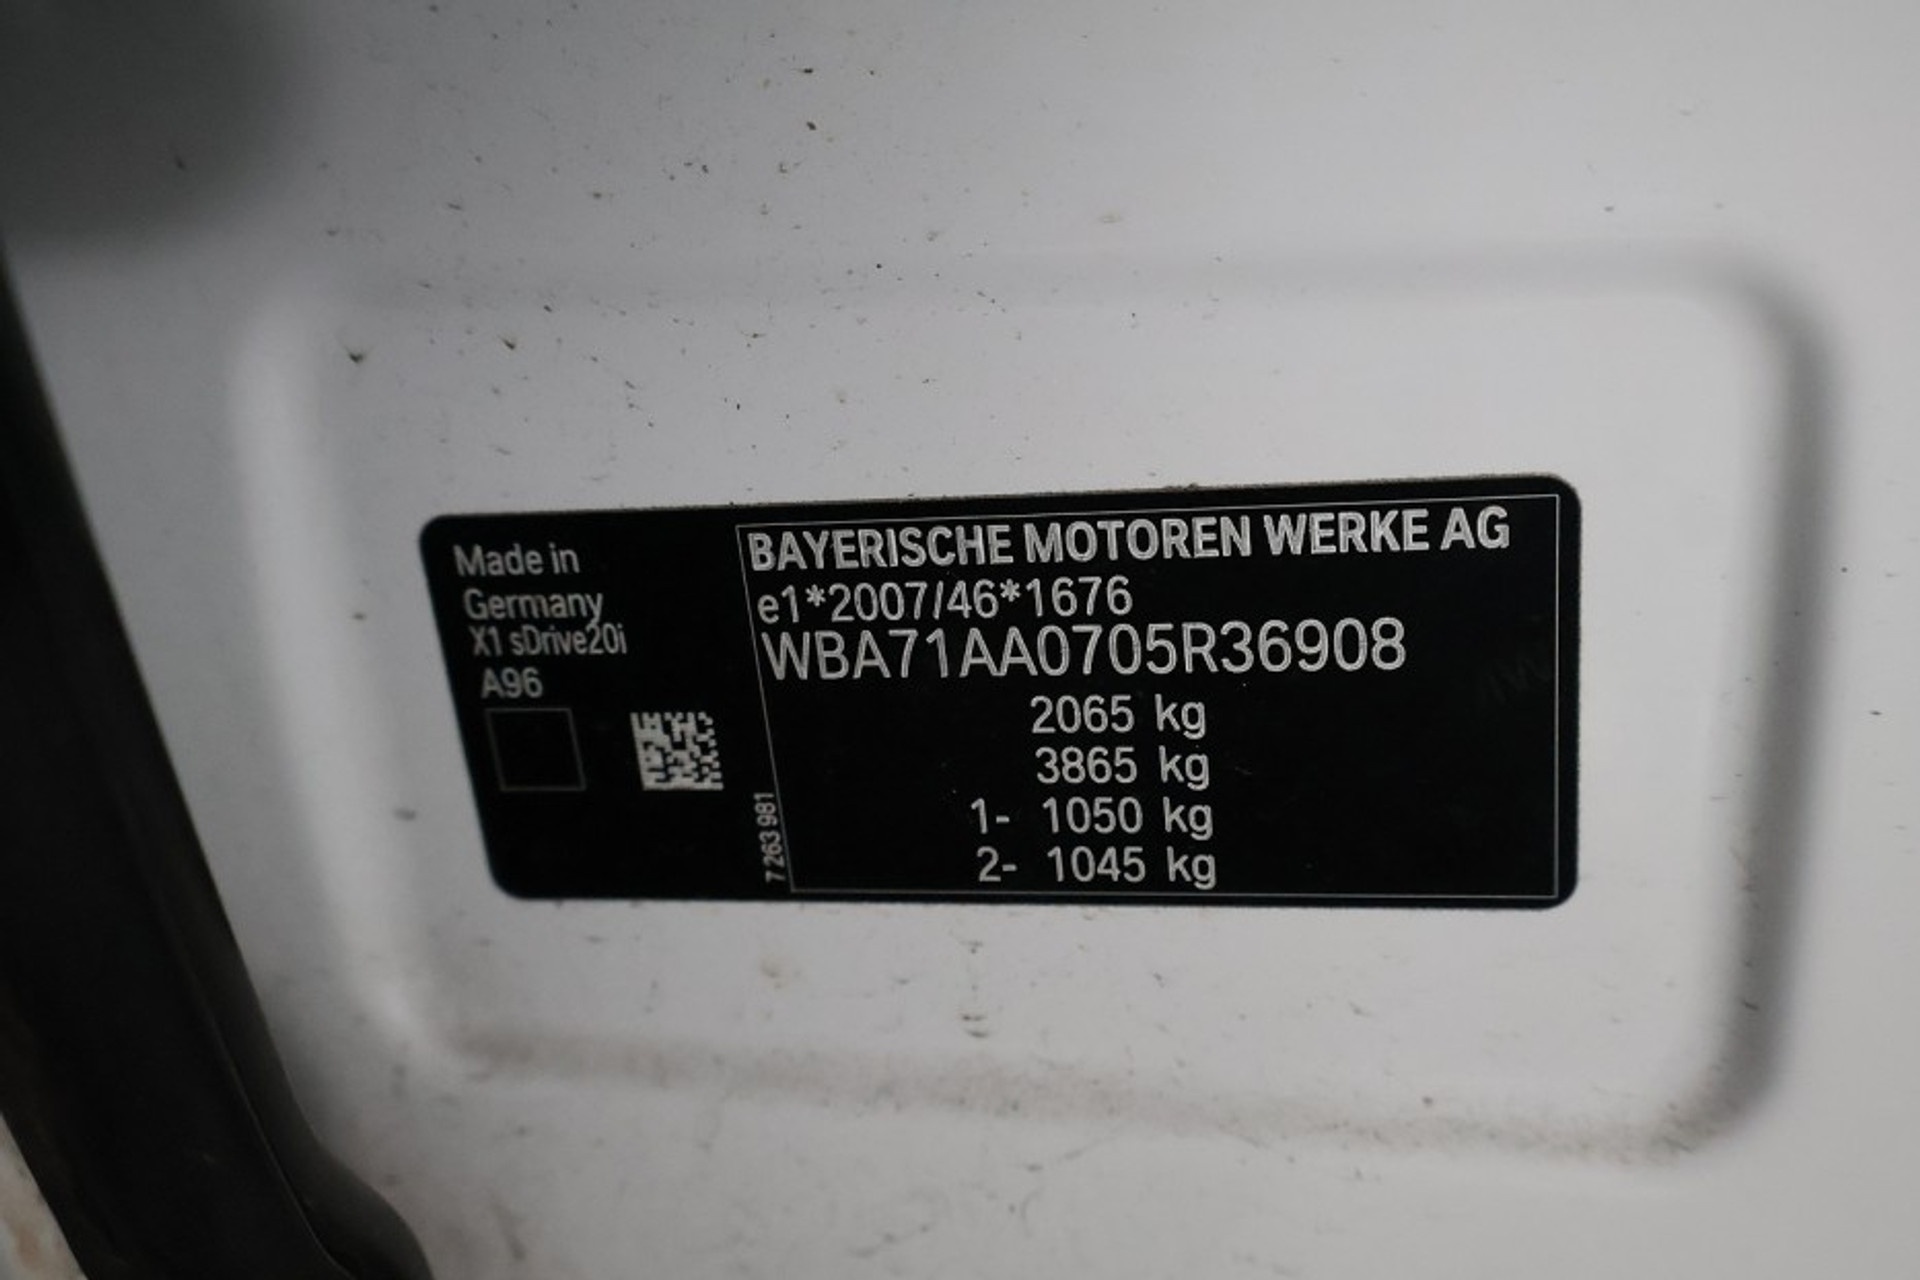 Made in
Germany
X1 sDrive20i
A96
BAYERISCHE MOTOREN WERKE AG
e1*2007/46*1676
WBA71AA0705R36908
2065 kg
3865 kg
1- 1050 kg
2- 1045 kg
7 263 981